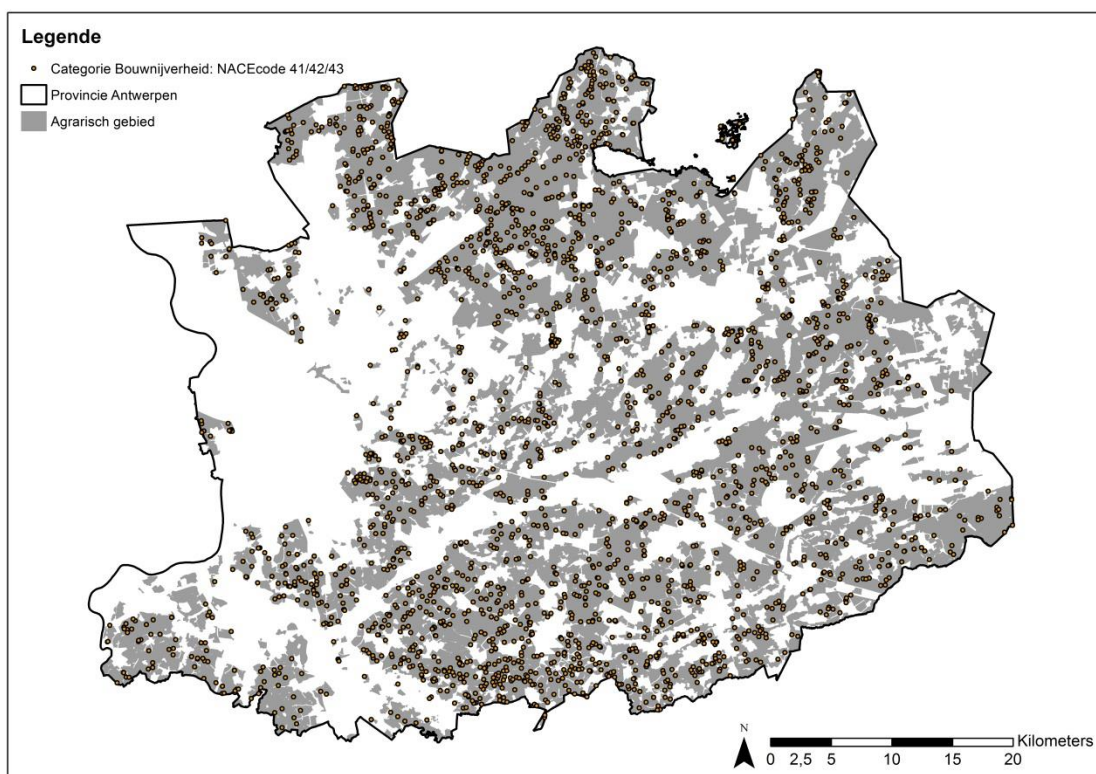 Legende
Categorie Bouwnijverheid: NACEcode 41/42/43
Provincie Antwerpen
Agrarisch gebied
N
Kilometers
0 2,5 5 10 15 20